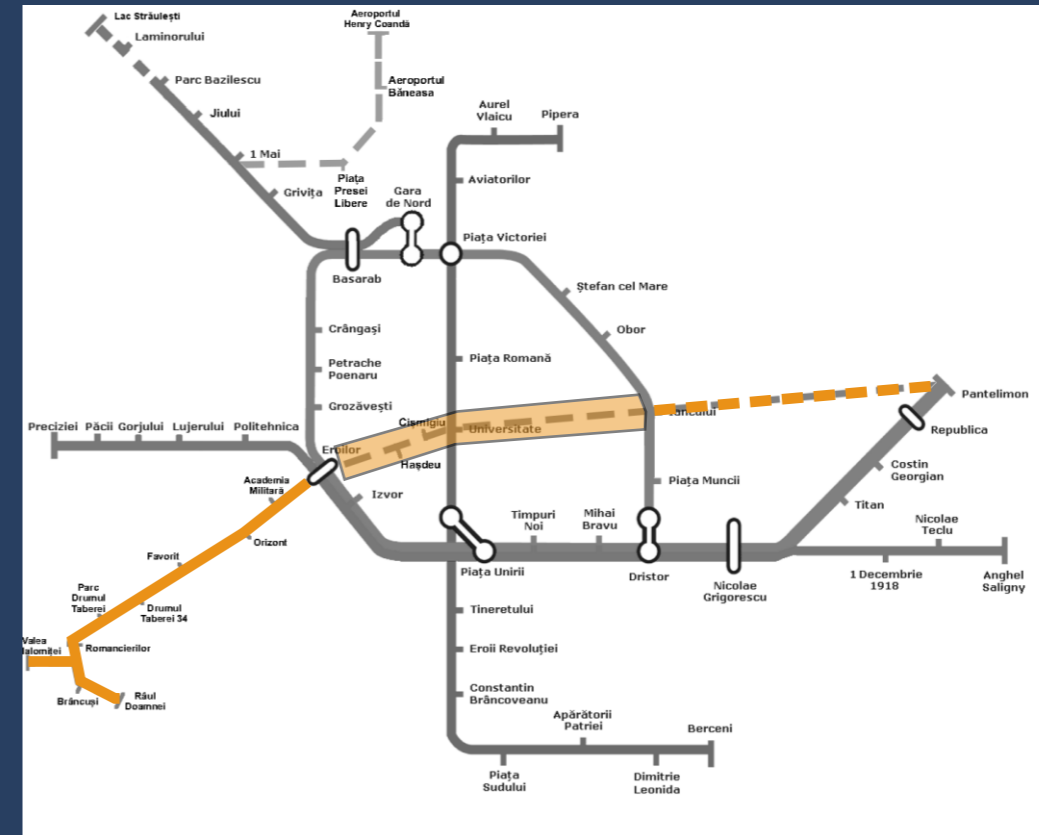 Lac Străulești
Laminorului
Parc Bazilescu
Jiului
1 Mai
Grivița
Aeroportul
Henry Coandă
Aeroportul
Băneasa
Piața
Presei
Libere
Gara
de Nord
Basarab
Aurel
Vlaicu
Pipera
Aviatorilor
Piața Victoriei
Ștefan cel Mare
Obor
Crângași
Petrache
Poenaru
Grozăvești
Piața Romană
Pantelimon
Republica
Costin
Georgian
Titan
Preciziei
Păcii
Gorjului
Lujerului
Politehnica
Eroilor
Cișmigiu
Universitate
Hașdeu
Iancului
Izvor
Piața Muncii
Academia
Militară
Orizont
Favorit
Parc
Drumul
Taberei
Drumul
Taberei 34
Valea
Ialomiței
Romancierilor
Brâncuși
Râul
Doamnei
Timpuri
Noi
Mihai
Bravu
Piața Unirii
Dristor
Nicolae
Grigorescu
Nicolae
Teclu
1 Decembrie
1918
Anghel
Saligny
Tineretului
Eroii Revoluției
Constantin
Brâncoveanu
Apărătorii
Patriei
Berceni
Piața
Sudului
Dimitrie
Leonida